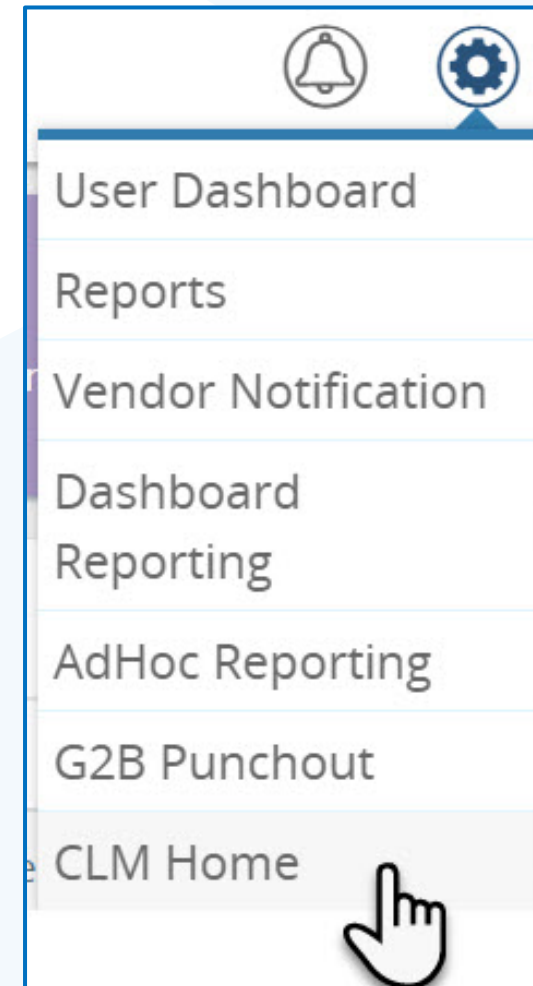 User Dashboard
Reports
Vendor Notification
Dashboard
Reporting
AdHoc Reporting
G2B Punchout
CLM Home